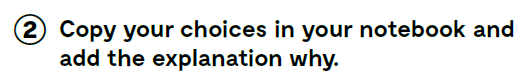 ② Copy your choices in your notebook and
add the explanation why.